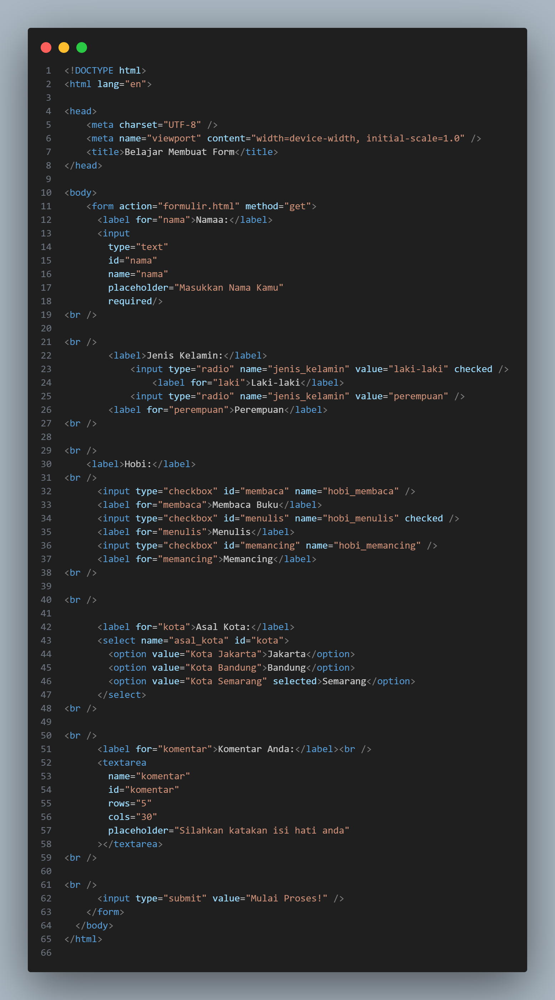 1 <!DOCTYPE html>
2 <html lang="en">
3
4 <head>
5     <meta charset="UTF-8" />
6     <meta name="viewport" content="width=device-width, initial-scale=1.0" />
7     <title>Belajar Membuat Form</title>
8 </head>
9
10 <body>
11     <form action="formulir.html" method="get">
12       <label for="nama">Namaa:</label>
13       <input
14         type="text"
15         id="nama"
16         name="nama"
17         placeholder="Masukkan Nama Kamu"
18         required/>
19 <br />
20
21 <br />
22         <label>Jenis Kelamin:</label>
23             <input type="radio" name="jenis_kelamin" value="laki-laki" checked />
24                 <label for="laki">Laki-laki</label>
25             <input type="radio" name="jenis_kelamin" value="perempuan" />
26         <label for="perempuan">Perempuan</label>
27 <br />
28
29 <br />
30     <label>Hobi:</label>
31 <br />
32       <input type="checkbox" id="membaca" name="hobi_membaca" />
33       <label for="membaca">Membaca Buku</label>
34       <input type="checkbox" id="menulis" name="hobi_menulis" checked />
35       <label for="menulis">Menulis</label>
36       <input type="checkbox" id="memancing" name="hobi_memancing" />
37       <label for="memancing">Memancing</label>
38 <br />
39
40 <br />
41
42       <label for="kota">Asal Kota:</label>
43       <select name="asal_kota" id="kota">
44         <option value="Kota Jakarta">Jakarta</option>
45         <option value="Kota Bandung">Bandung</option>
46         <option value="Kota Semarang" selected>Semarang</option>
47       </select>
48 <br />
49
50 <br />
51       <label for="komentar">Komentar Anda:</label><br />
52       <textarea
53         name="komentar"
54         id="komentar"
55         rows="5"
56         cols="30"
57         placeholder="Silahkan katakan isi hati anda"
58       ></textarea>
59 <br />
60
61 <br />
62       <input type="submit" value="Mulai Proses!" />
63     </form>
64   </body>
65 </html>
66